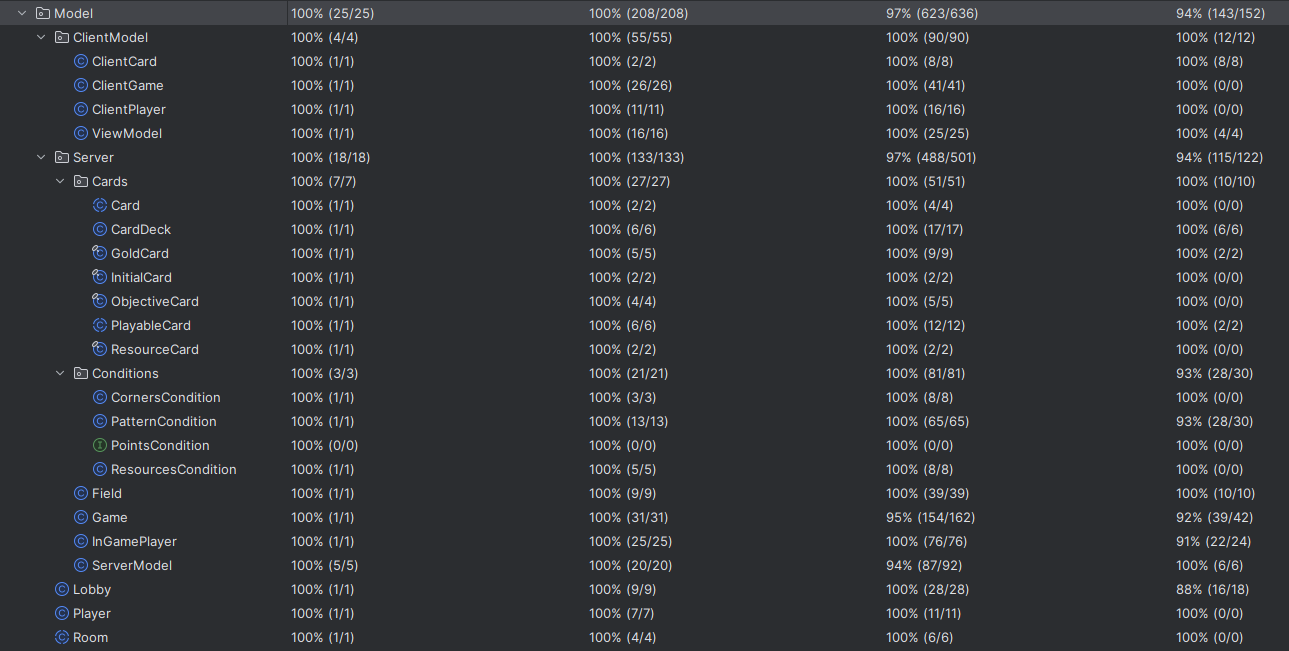 Model 100% (25/25) 100% (208/208) 97% (623/636) 94% (143/152)
ClientModel 100% (4/4) 100% (55/55) 100% (90/90) 100% (12/12)
ClientCard 100% (1/1) 100% (2/2) 100% (8/8) 100% (8/8)
ClientGame 100% (1/1) 100% (26/26) 100% (41/41) 100% (0/0)
ClientPlayer 100% (1/1) 100% (11/11) 100% (16/16) 100% (0/0)
ViewModel 100% (1/1) 100% (16/16) 100% (25/25) 100% (4/4)
Server 100% (18/18) 100% (133/133) 97% (488/501) 94% (115/122)
Cards 100% (7/7) 100% (27/27) 100% (51/51) 100% (10/10)
Card 100% (1/1) 100% (2/2) 100% (4/4) 100% (0/0)
CardDeck 100% (1/1) 100% (6/6) 100% (17/17) 100% (6/6)
GoldCard 100% (1/1) 100% (5/5) 100% (9/9) 100% (2/2)
InitialCard 100% (1/1) 100% (2/2) 100% (2/2) 100% (0/0)
ObjectiveCard 100% (1/1) 100% (4/4) 100% (5/5) 100% (0/0)
PlayableCard 100% (1/1) 100% (6/6) 100% (12/12) 100% (2/2)
ResourceCard 100% (1/1) 100% (2/2) 100% (2/2) 100% (0/0)
Conditions 100% (3/3) 100% (21/21) 100% (81/81) 93% (28/30)
CornersCondition 100% (1/1) 100% (3/3) 100% (8/8) 100% (0/0)
PatternCondition 100% (1/1) 100% (13/13) 100% (65/65) 93% (28/30)
PointsCondition 100% (0/0) 100% (0/0) 100% (0/0) 100% (0/0)
ResourcesCondition 100% (1/1) 100% (5/5) 100% (8/8) 100% (0/0)
Field 100% (1/1) 100% (9/9) 100% (39/39) 100% (10/10)
Game 100% (1/1) 100% (31/31) 95% (154/162) 92% (39/42)
InGamePlayer 100% (1/1) 100% (25/25) 100% (76/76) 91% (22/24)
ServerModel 100% (5/5) 100% (20/20) 94% (87/92) 100% (6/6)
Lobby 100% (1/1) 100% (9/9) 100% (28/28) 88% (16/18)
Player 100% (1/1) 100% (7/7) 100% (11/11) 100% (0/0)
Room 100% (1/1) 100% (4/4) 100% (6/6) 100% (0/0)